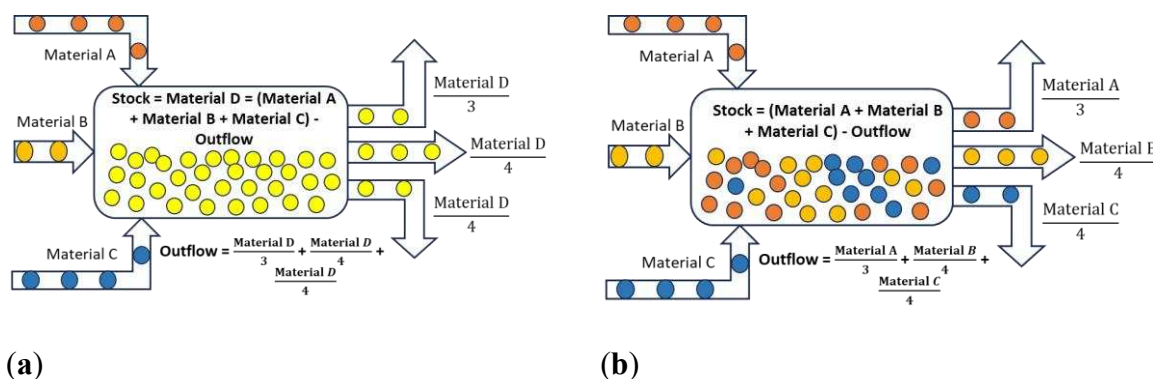 Material A
Stock = Material D = (Material A
+ Material B + Material C) -
Outflow
Material B
Material C
Material D
3
Material D
4
Material D
4
Outflow = Material D/3 + Material D/4 +
Material D/4
(a)
Material A
Stock = (Material A + Material B
+ Material C) - Outflow
Material B
Material C
Material A
3
Material B
4
Material C
4
Outflow = Material A/3 + Material B/4 +
Material C/4
(b)